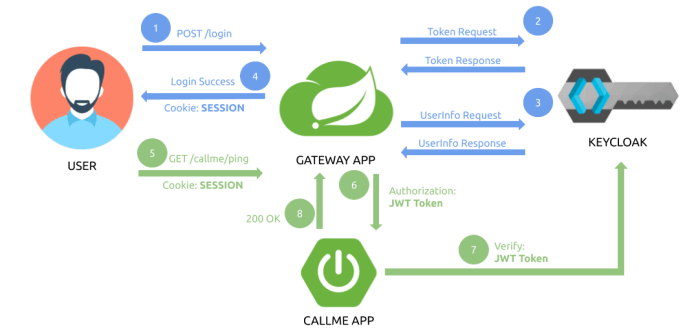 1
POST /login
Token Request
2
Login Success
4
Cookie: SESSION
Token Response
UserInfo Request
3
UserInfo Response
KEYCLOAK
USER
5
GET /callme/ping
Cookie: SESSION
GATEWAY APP
6
Authorization:
JWT Token
200 OK
8
7
Verify:
JWT Token
CALLME APP